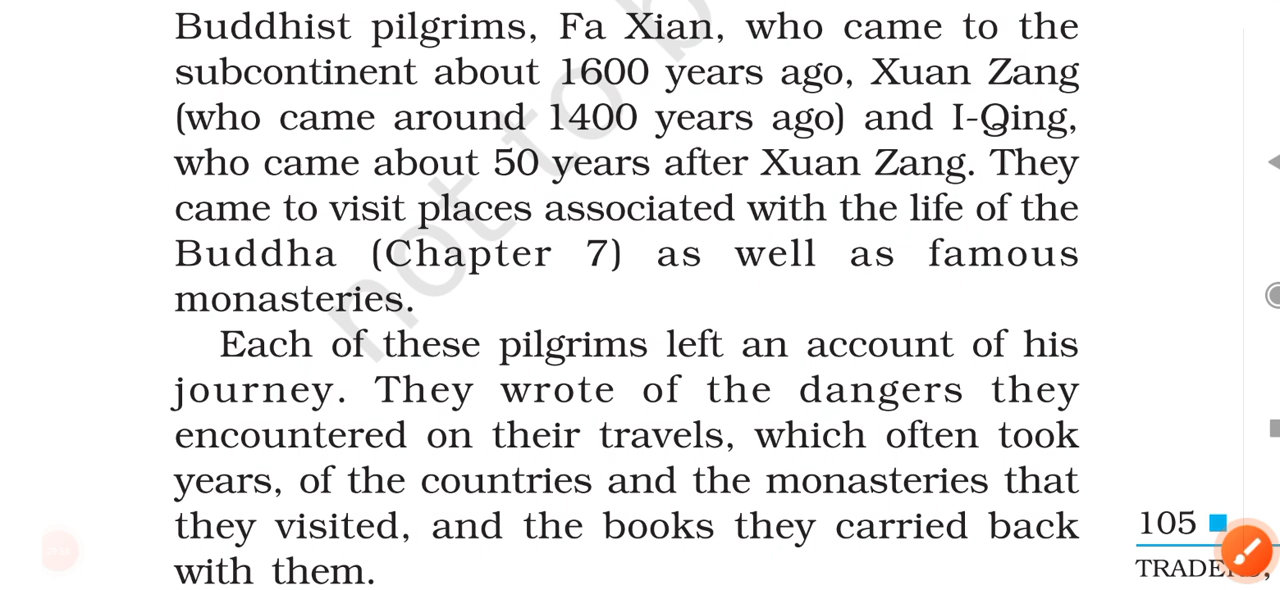 Buddhist pilgrims, Fa Xian, who came to the
subcontinent about 1600 years ago, Xuan Zang
(who came around 1400 years ago) and I-Qing,
who came about 50 years after Xuan Zang. They
came to visit places associated with the life of the
Buddha (Chapter 7) as well as famous
monasteries.
Each of these pilgrims left an account of his
journey. They wrote of the dangers they
encountered on their travels, which often took
years, of the countries and the monasteries that
they visited, and the books they carried back
with them.
105
not to b